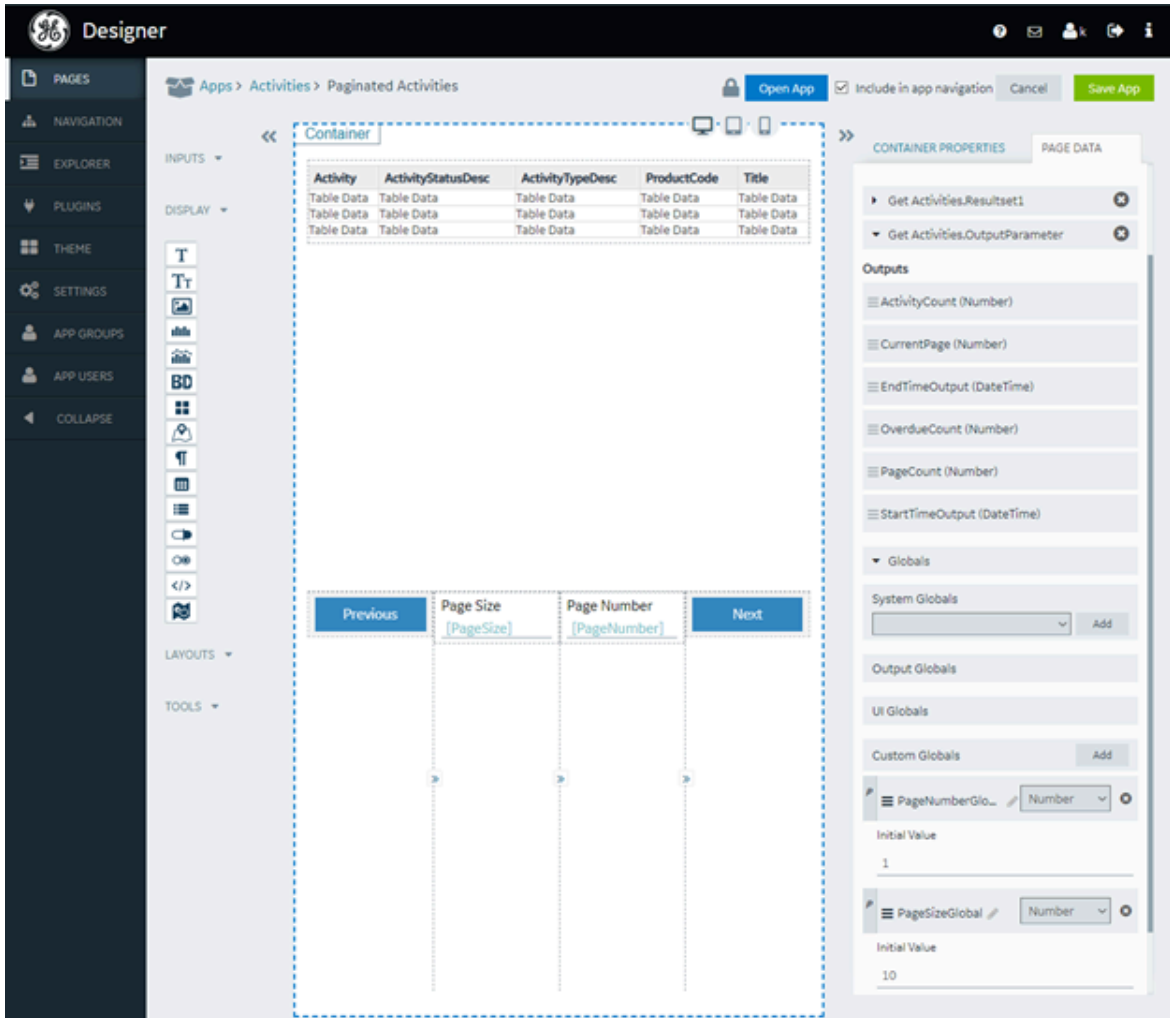 Designer
k
PAGES
NAVIGATION
EXPLORER
PLUGINS
THEME
SETTINGS
APP GROUPS
APP USERS
COLLAPSE
Apps > Activities > Paginated Activities
Open App
Include in app navigation
Cancel
Save App
INPUTS
DISPLAY
T
TT
BD
¶
</>
LAYOUTS
TOOLS
Container
Activity ActivityStatusDesc ActivityTypeDesc ProductCode Title
Table Data Table Data Table Data Table Data Table Data
Table Data Table Data Table Data Table Data Table Data
Table Data Table Data Table Data Table Data Table Data
Previous
Page Size
[PageSize]
Page Number
[PageNumber]
Next
CONTAINER PROPERTIES
PAGE DATA
Get Activities.Resultset1
Get Activities.OutputParameter
Outputs
ActivityCount (Number)
CurrentPage (Number)
EndTimeOutput (DateTime)
OverdueCount (Number)
PageCount (Number)
StartTimeOutput (DateTime)
Globals
System Globals
Add
Output Globals
UI Globals
Custom Globals Add
P PageNumberGlo... Number
Initial Value
1
P PageSizeGlobal Number
Initial Value
10